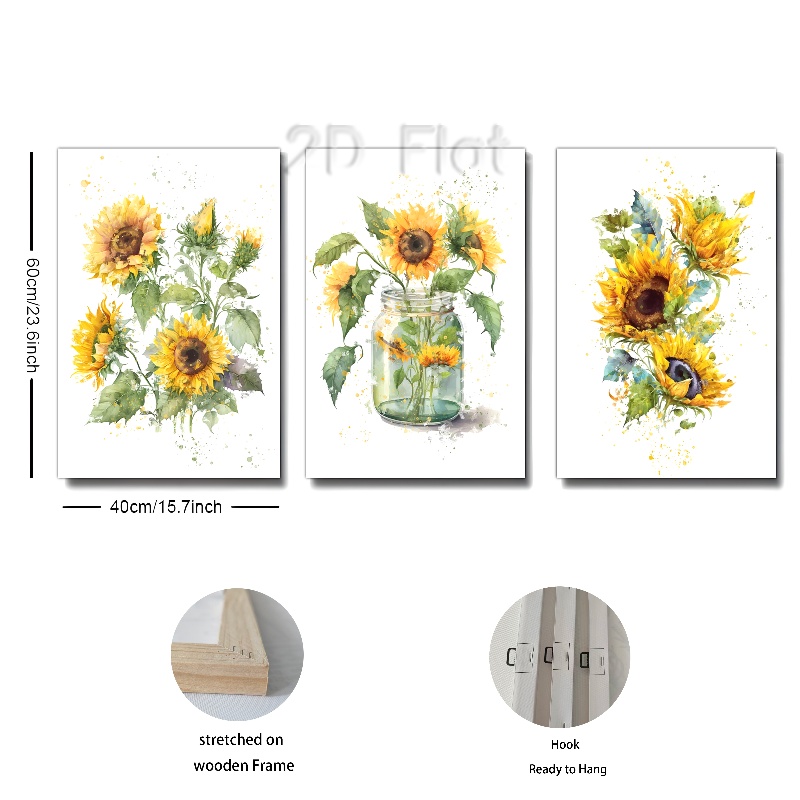 2D Flat
60cm/23.6inch
40cm/15.7inch
stretched on
wooden Frame
Hook
Ready to Hang